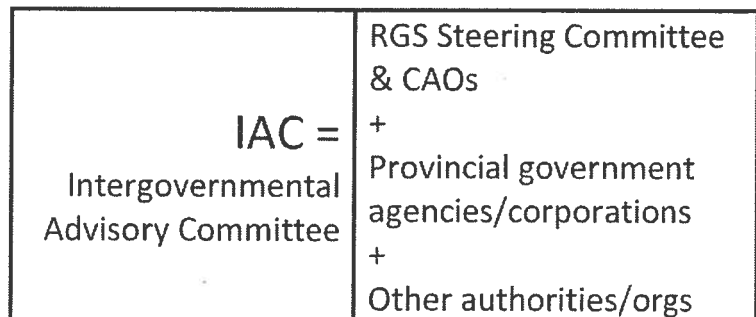 IAC =
Intergovernmental
Advisory Committee
RGS Steering Committee
& CAOs
+
Provincial government
agencies/corporations
+
Other authorities/orgs